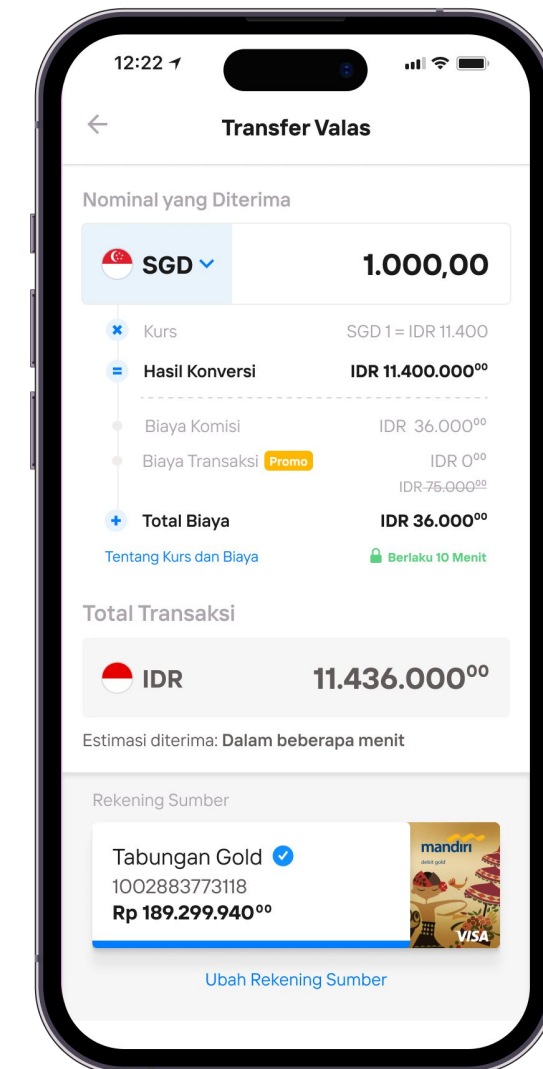 12:22
Transfer Valas
Nominal yang Diterima
SGD 1.000,00
Kurs SGD 1 = IDR 11.400
Hasil Konversi IDR 11.400.000⁰⁰
Biaya Komisi IDR 36.000⁰⁰
Biaya Transaksi Promo IDR 0⁰⁰
IDR 75.000⁰⁰
Total Biaya IDR 36.000⁰⁰
Tentang Kurs dan Biaya Berlaku 10 Menit
Total Transaksi
IDR 11.436.000⁰⁰
Estimasi diterima: Dalam beberapa menit
Rekening Sumber
Tabungan Gold
1002883773118
Rp 189.299.940⁰⁰
mandırı
debit gold
VISA
Ubah Rekening Sumber